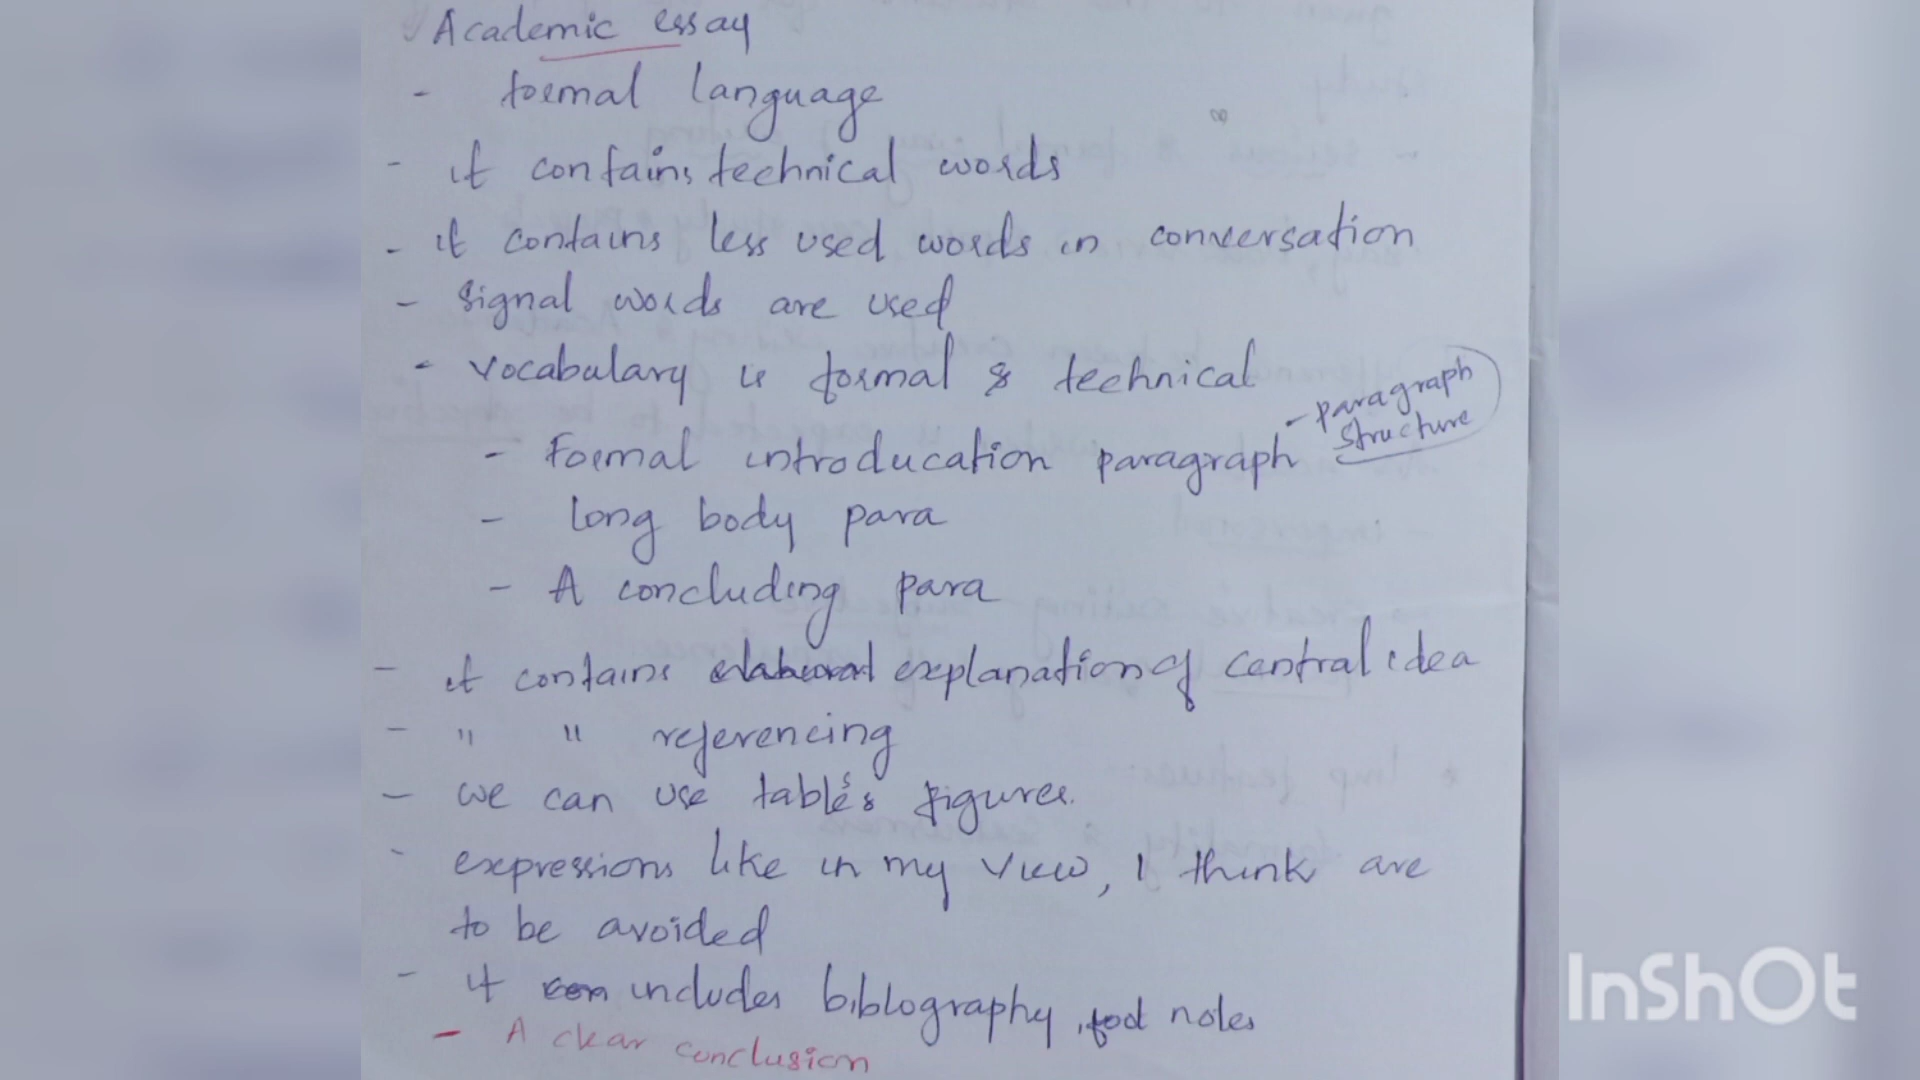 Academic essay
- formal language
- it contains technical words
- it contains less used words in conversation
- signal words are used
- vocabulary is formal & technical
- paragraph
structure
- Formal introducation paragraph
- long body para
- A concluding para
- it contains explanation of central idea
- " " referencing
- we can use tables figures.
- expressions like in my view, I think are
to be avoided
- it includes biblography, foot notes
- A clear conclusion
InShOt